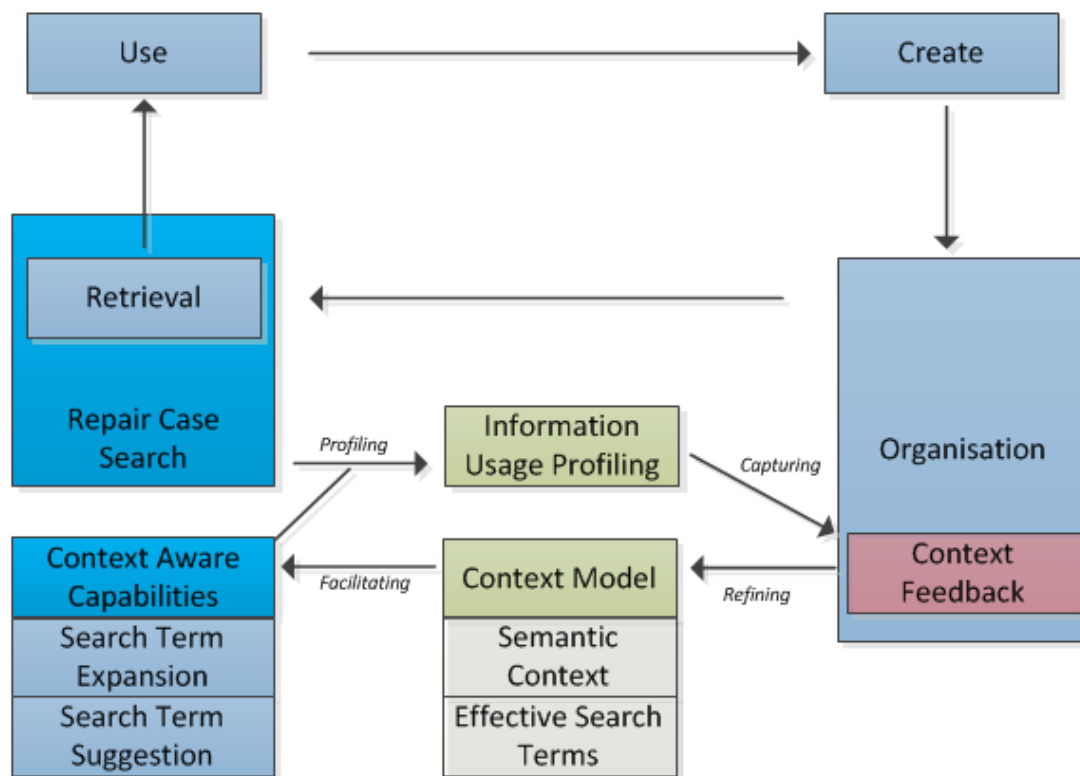 Use
Create
Retrieval
Repair Case
Search
Profiling
Information
Usage Profiling
Capturing
Organisation
Context Aware
Capabilities
Facilitating
Context Model
Refining
Context
Feedback
Search Term
Expansion
Semantic
Context
Search Term
Suggestion
Effective Search
Terms